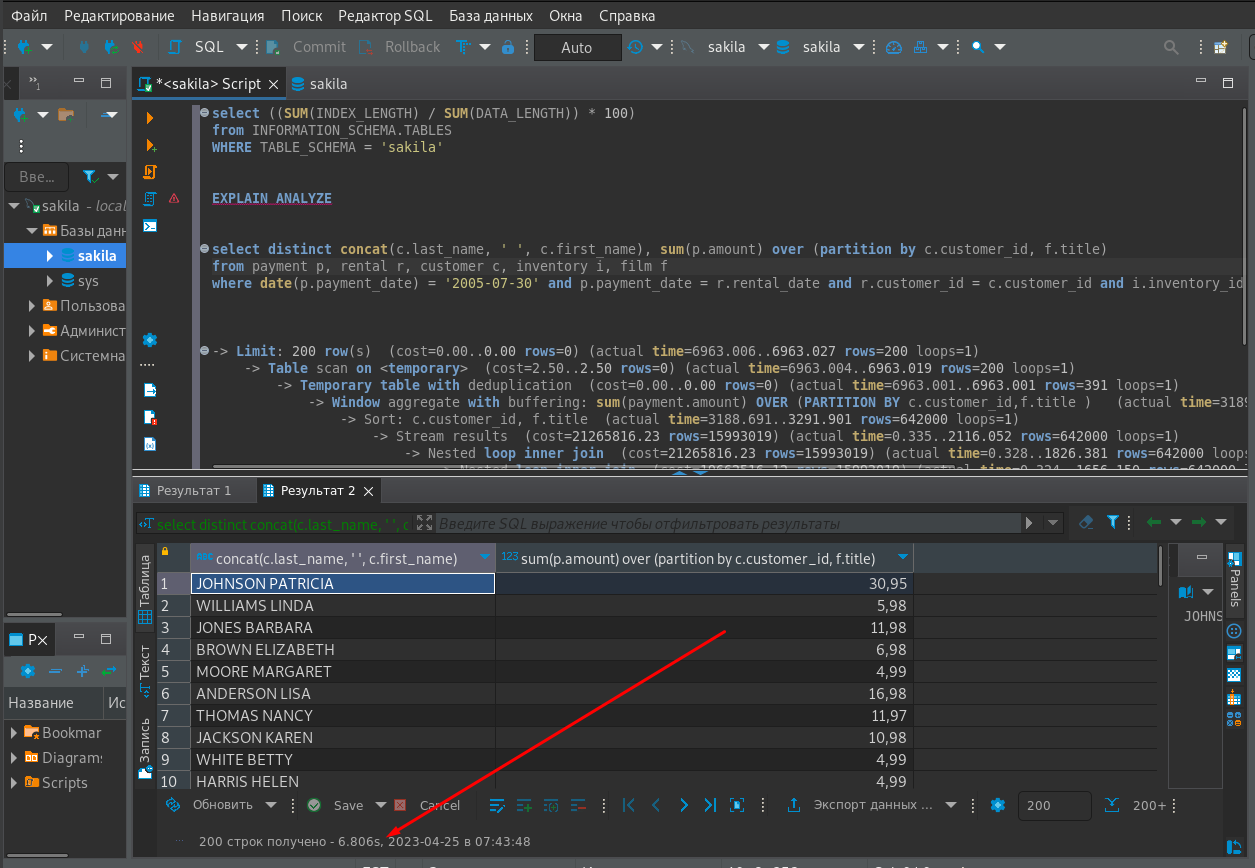 Файл Редактирование Навигация Поиск Редактор SQL База данных Окна Справка
SQL Commit Rollback Auto sakila sakila
*<sakila> Script sakila
select ((SUM(INDEX_LENGTH) / SUM(DATA_LENGTH)) * 100)
from INFORMATION_SCHEMA.TABLES
WHERE TABLE_SCHEMA = 'sakila'
EXPLAIN ANALYZE
select distinct concat(c.last_name, ' ', c.first_name), sum(p.amount) over (partition by c.customer_id, f.title)
from payment p, rental r, customer c, inventory i, film f
where date(p.payment_date) = '2005-07-30' and p.payment_date = r.rental_date and r.customer_id = c.customer_id and i.inventory_id
-> Limit: 200 row(s) (cost=0.00..0.00 rows=0) (actual time=6963.006..6963.027 rows=200 loops=1)
-> Table scan on <temporary> (cost=2.50..2.50 rows=0) (actual time=6963.004..6963.019 rows=200 loops=1)
-> Temporary table with deduplication (cost=0.00..0.00 rows=0) (actual time=6963.001..6963.001 rows=391 loops=1)
-> Window aggregate with buffering: sum(payment.amount) OVER (PARTITION BY c.customer_id,f.title ) (actual time=3189
-> Sort: c.customer_id, f.title (actual time=3188.691..3291.901 rows=642000 loops=1)
-> Stream results (cost=21265816.23 rows=15993019) (actual time=0.335..2116.052 rows=642000 loops=1)
-> Nested loop inner join (cost=21265816.23 rows=15993019) (actual time=0.328..1826.381 rows=642000 loops
Вве...
sakila - local
Базы данн
sakila
sys
Пользова
Админист
Системна
Р
Название Ис
Bookmar
Diagrams
Scripts
Результат 1 Результат 2
select distinct concat(c.last_name, ' ', c Введите SQL выражение чтобы отфильтровать результаты
Таблица
Текст
Запись
ABC concat(c.last_name, ' ', c.first_name) 123 sum(p.amount) over (partition by c.customer_id, f.title)
1 JOHNSON PATRICIA 30,95
2 WILLIAMS LINDA 5,98
3 JONES BARBARA 11,98
4 BROWN ELIZABETH 6,98
5 MOORE MARGARET 4,99
6 ANDERSON LISA 16,98
7 THOMAS NANCY 11,97
8 JACKSON KAREN 10,98
9 WHITE BETTY 4,99
10 HARRIS HELEN 4,99
JOHNS
Panels
Обновить Save Cancel Экспорт данных ... 200 200+
200 строк получено - 6.806s, 2023-04-25 в 07:43:48